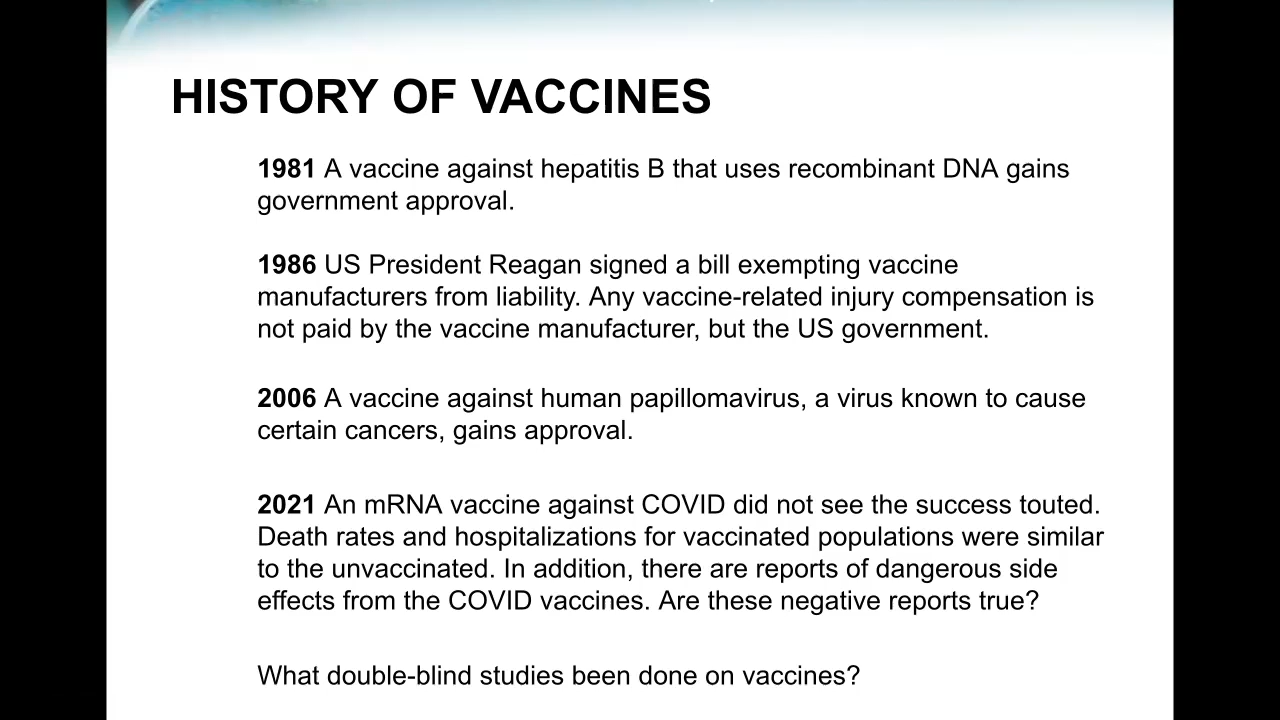 HISTORY OF VACCINES
1981 A vaccine against hepatitis B that uses recombinant DNA gains
government approval.
1986 US President Reagan signed a bill exempting vaccine
manufacturers from liability. Any vaccine-related injury compensation is
not paid by the vaccine manufacturer, but the US government.
2006 A vaccine against human papillomavirus, a virus known to cause
certain cancers, gains approval.
2021 An mRNA vaccine against COVID did not see the success touted.
Death rates and hospitalizations for vaccinated populations were similar
to the unvaccinated. In addition, there are reports of dangerous side
effects from the COVID vaccines. Are these negative reports true?
What double-blind studies been done on vaccines?